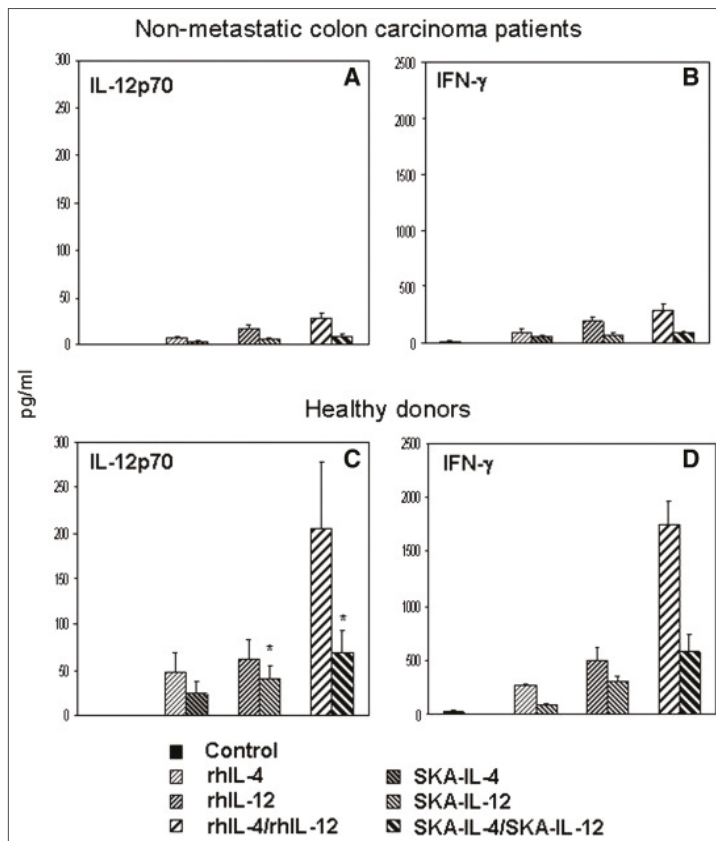 Non-metastatic colon carcinoma patients
IL-12p70 A
300
250
200
150
100
50
0
IFN-γ B
2500
2000
1500
1000
500
0
pg/ml
Healthy donors
IL-12p70 C
300
250
200
150
100
50
0
*
*
IFN-γ D
2500
2000
1500
1000
500
0
Control
rhIL-4 SKA-IL-4
rhIL-12 SKA-IL-12
rhIL-4/rhIL-12 SKA-IL-4/SKA-IL-12